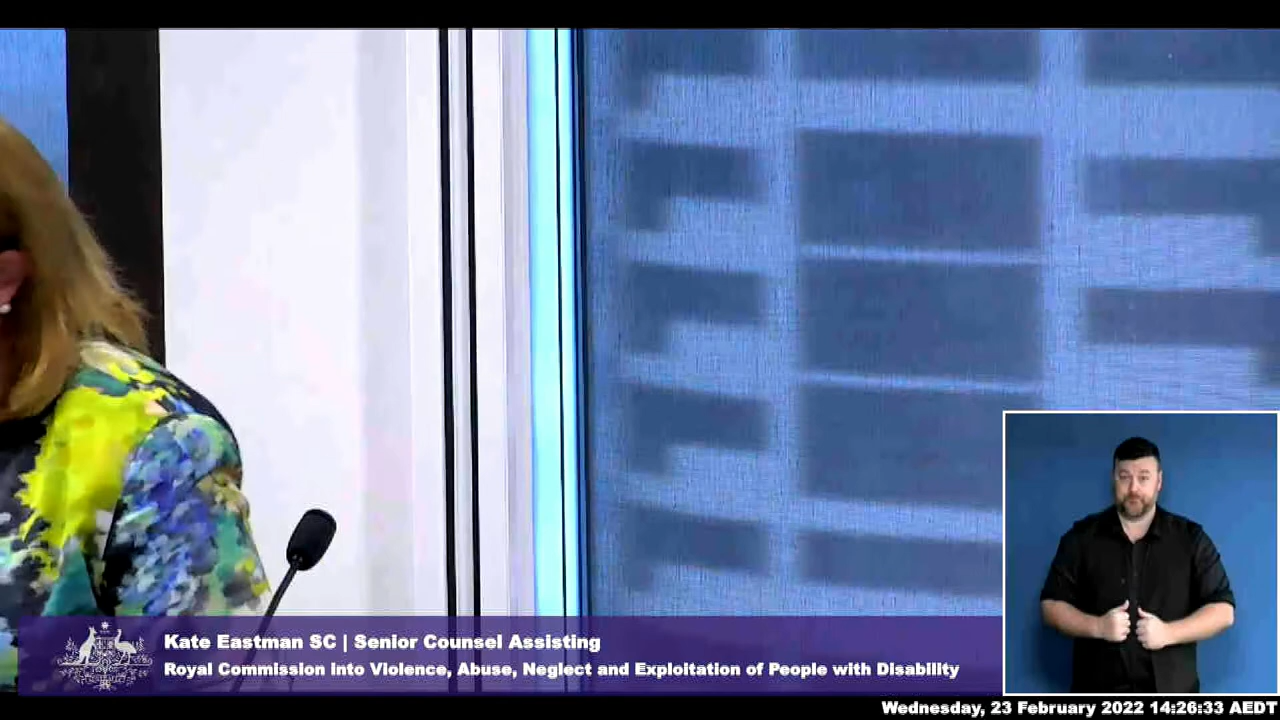 Kate Eastman SC | Senior Counsel Assisting
Royal Commission into Violence, Abuse, Neglect and Exploitation of People with Disability
Wednesday, 23 February 2022 14:26:33 AEDT